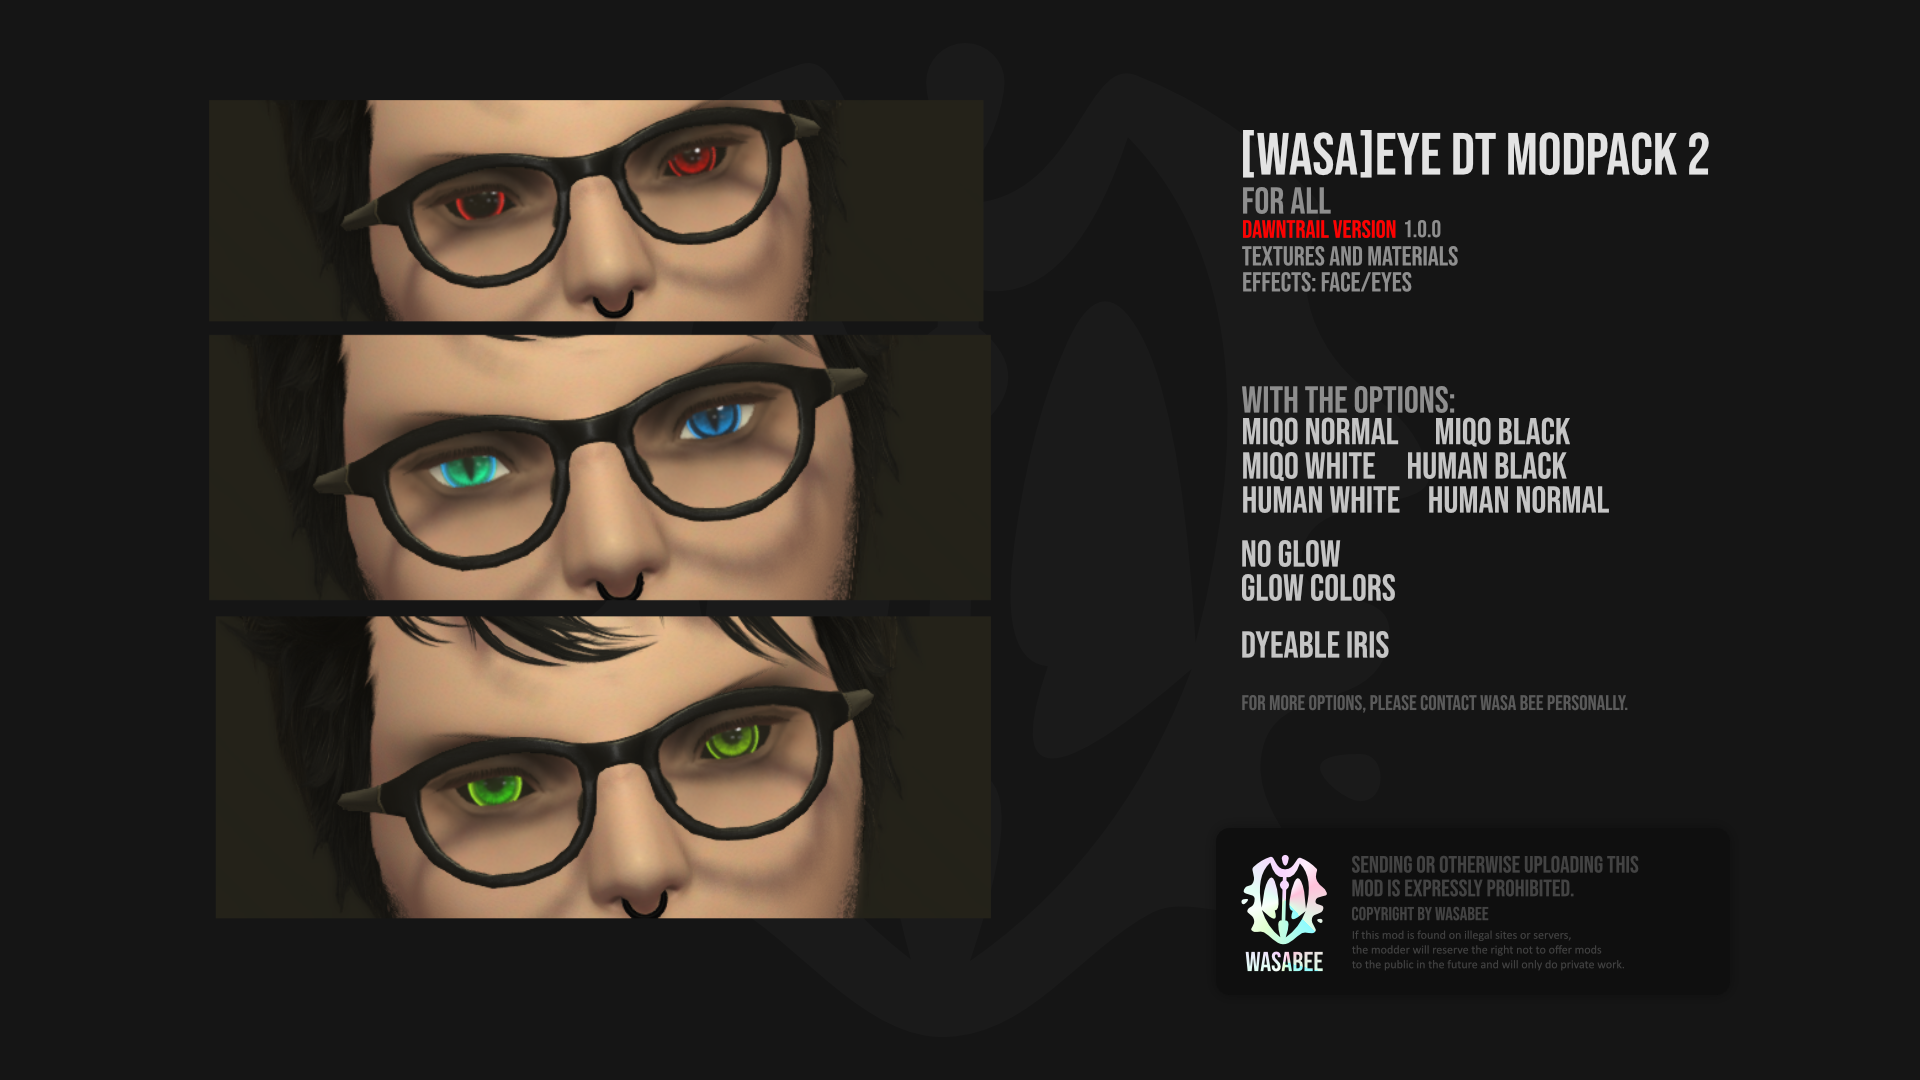 [WASA]EYE DT MODPACK 2
FOR ALL
DAWNTRAIL VERSION 1.0.0
TEXTURES AND MATERIALS
EFFECTS: FACE/EYES
WITH THE OPTIONS:
MIQO NORMAL MIQO BLACK
MIQO WHITE HUMAN BLACK
HUMAN WHITE HUMAN NORMAL
NO GLOW
GLOW COLORS
DYEABLE IRIS
FOR MORE OPTIONS, PLEASE CONTACT WASA BEE PERSONALLY.
SENDING OR OTHERWISE UPLOADING THIS
MOD IS EXPRESSLY PROHIBITED.
COPYRIGHT BY WASABEE
If this mod is found on illegal sites or servers,
the modder will reserve the right not to offer mods
to the public in the future and will only do private work.
WASABEE